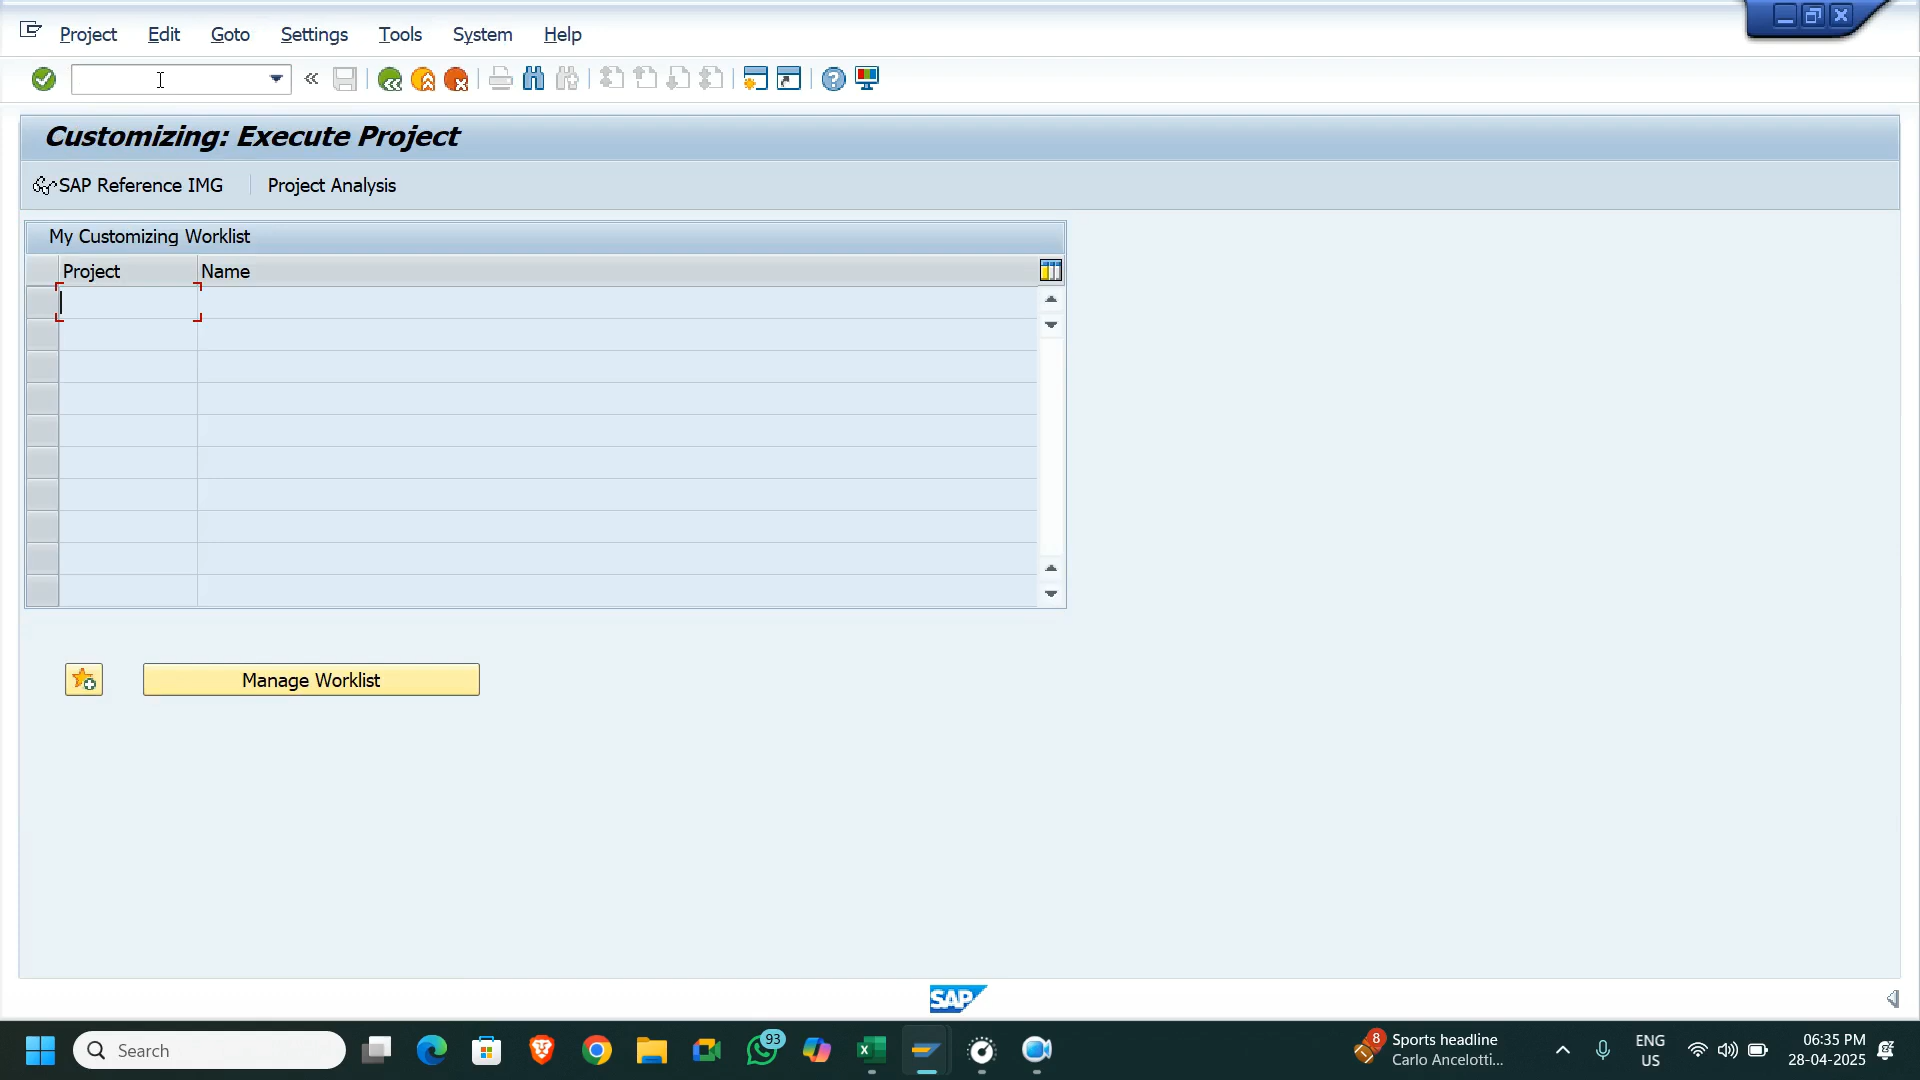 Project Edit Goto Settings Tools System Help
Customizing: Execute Project
SAP Reference IMG Project Analysis
My Customizing Worklist
Project Name
Manage Worklist
SAP
Search
93
8
Sports headline
Carlo Ancelotti...
ENG
US
06:35 PM
28-04-2025